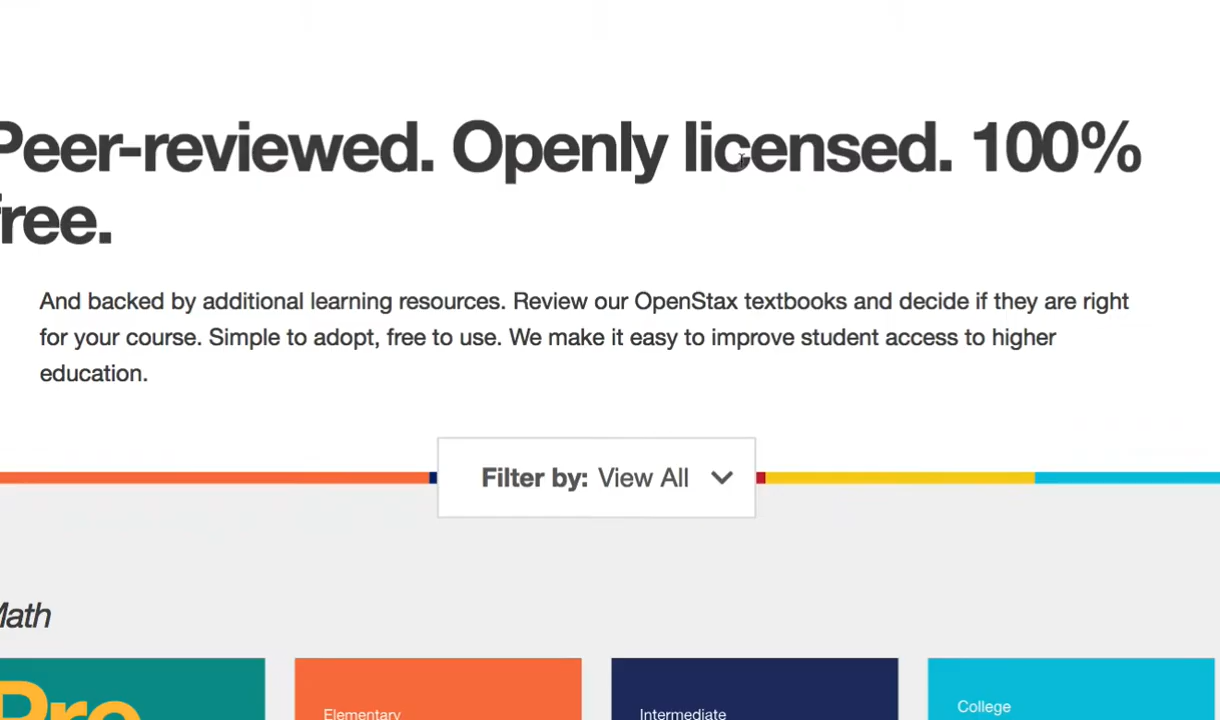 Peer-reviewed. Openly licensed. 100%
free.
And backed by additional learning resources. Review our OpenStax textbooks and decide if they are right
for your course. Simple to adopt, free to use. We make it easy to improve student access to higher
education.
Filter by: View All
Math
Pre
Elementary
Intermediate
College